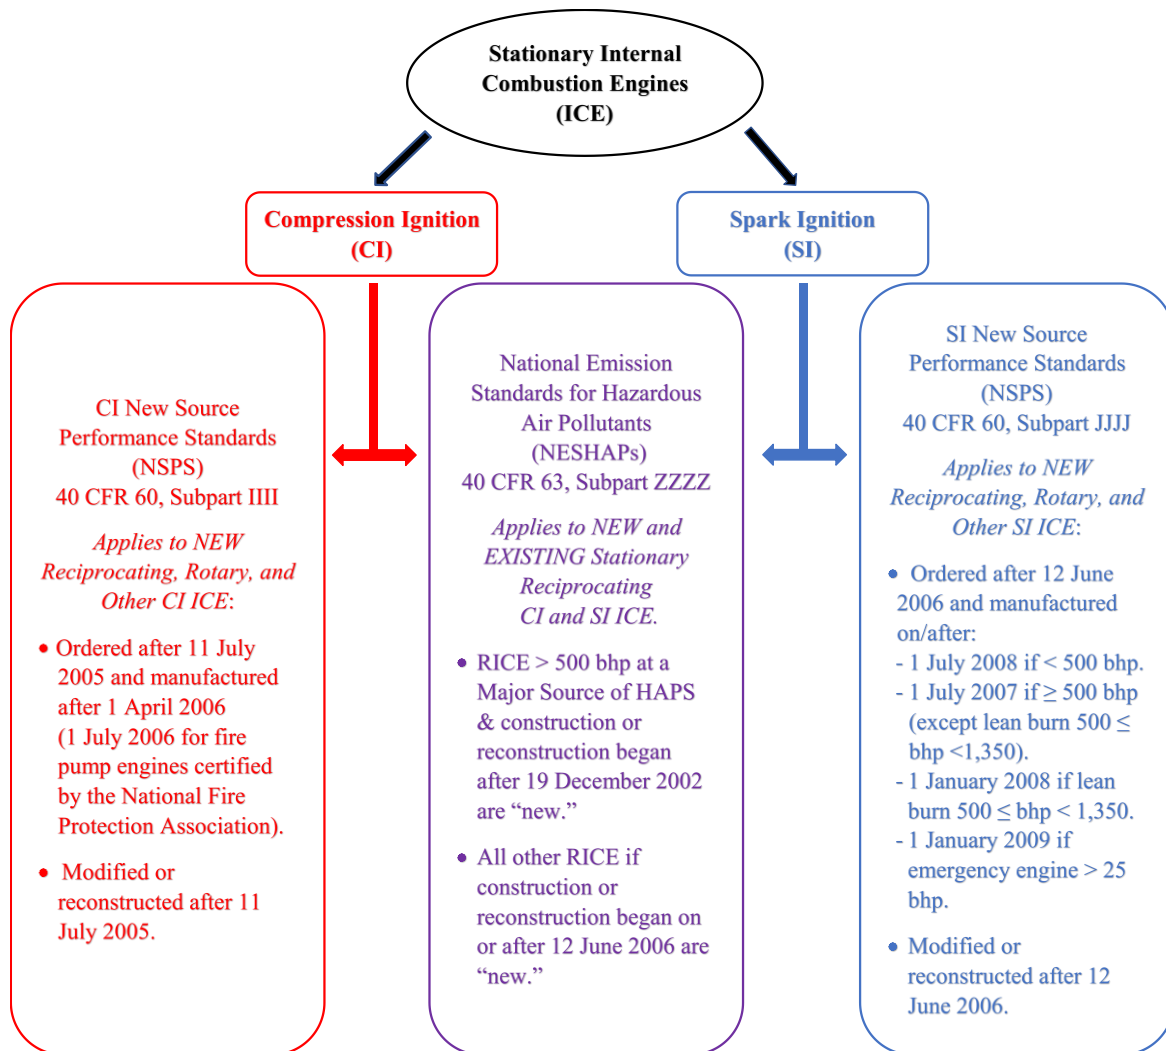 Stationary Internal
Combustion Engines
(ICE)
Compression Ignition
(CI)
Spark Ignition
(SI)
CI New Source
Performance Standards
(NSPS)
40 CFR 60, Subpart IIII
Applies to NEW
Reciprocating, Rotary, and
Other CI ICE:
• Ordered after 11 July
2005 and manufactured
after 1 April 2006
(1 July 2006 for fire
pump engines certified
by the National Fire
Protection Association).
• Modified or
reconstructed after 11
July 2005.
National Emission
Standards for Hazardous
Air Pollutants
(NESHAPs)
40 CFR 63, Subpart ZZZZ
Applies to NEW and
EXISTING Stationary
Reciprocating
CI and SI ICE.
• RICE > 500 bhp at a
Major Source of HAPS
& construction or
reconstruction began
after 19 December 2002
are “new.”
• All other RICE if
construction or
reconstruction began on
or after 12 June 2006 are
“new.”
SI New Source
Performance Standards
(NSPS)
40 CFR 60, Subpart JJJJ
Applies to NEW
Reciprocating, Rotary, and
Other SI ICE:
• Ordered after 12 June
2006 and manufactured
on/after:
- 1 July 2008 if < 500 bhp.
- 1 July 2007 if ≥ 500 bhp
(except lean burn 500 ≤
bhp <1,350).
- 1 January 2008 if lean
burn 500 ≤ bhp < 1,350.
- 1 January 2009 if
emergency engine > 25
bhp.
• Modified or
reconstructed after 12
June 2006.